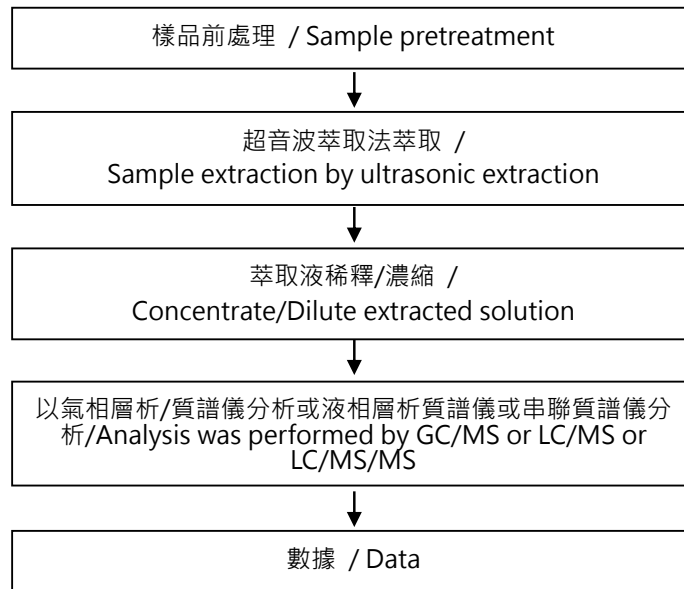 樣品前處理 / Sample pretreatment
超音波萃取法萃取 /
Sample extraction by ultrasonic extraction
萃取液稀釋/濃縮 /
Concentrate/Dilute extracted solution
以氣相層析/質譜儀分析或液相層析質譜儀或串聯質譜儀分
析/Analysis was performed by GC/MS or LC/MS or
LC/MS/MS
數據 / Data